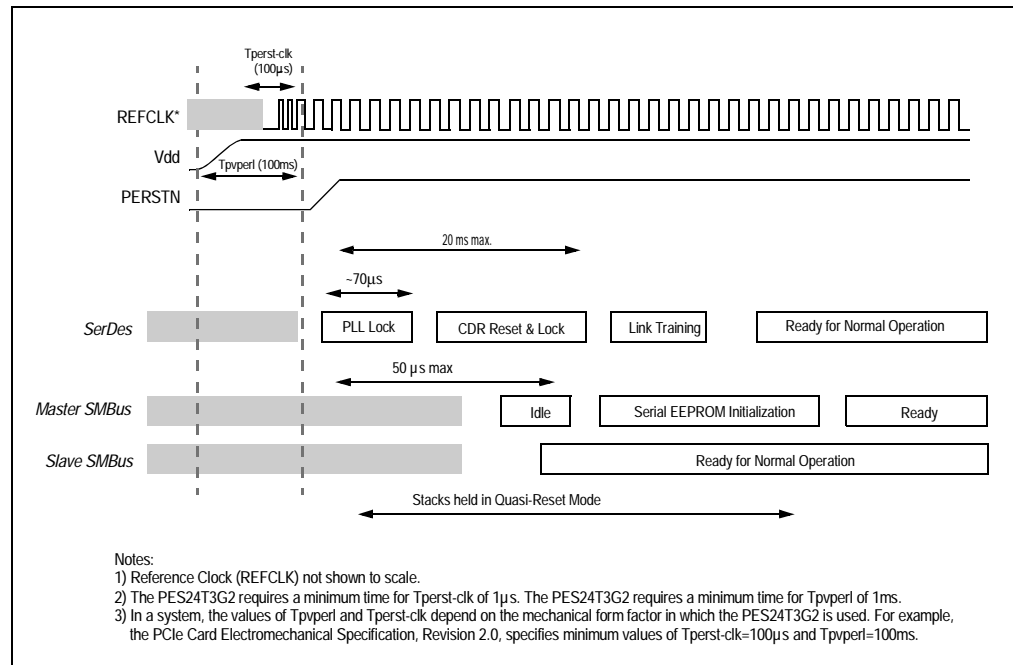 Tperst-clk
(100µs)
REFCLK*
Vdd
Tpvperl (100ms)
PERSTN
20 ms max.
~70µs
SerDes
PLL Lock
CDR Reset & Lock
Link Training
Ready for Normal Operation
50 µs max
Master SMBus
Idle
Serial EEPROM Initialization
Ready
Slave SMBus
Ready for Normal Operation
Stacks held in Quasi-Reset Mode
Notes:
1) Reference Clock (REFCLK) not shown to scale.
2) The PES24T3G2 requires a minimum time for Tperst-clk of 1µs. The PES24T3G2 requires a minimum time for Tpvperl of 1ms.
3) In a system, the values of Tpvperl and Tperst-clk depend on the mechanical form factor in which the PES24T3G2 is used. For example,
the PCIe Card Electromechanical Specification, Revision 2.0, specifies minimum values of Tperst-clk=100µs and Tpvperl=100ms.